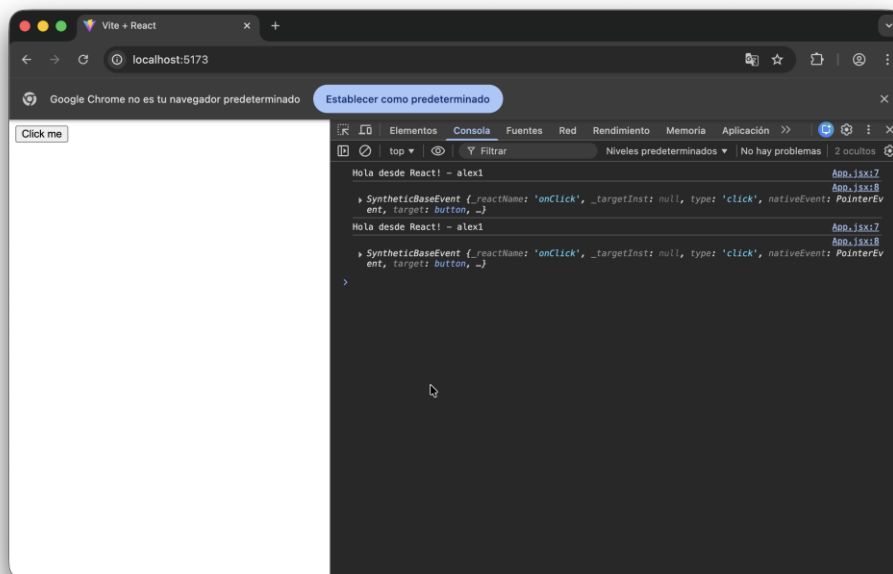 Vite + React
localhost:5173
Google Chrome no es tu navegador predeterminado Establecer como predeterminado
Click me
Elementos Consola Fuentes Red Rendimiento Memoria Aplicación
top Filtrar Niveles predeterminados No hay problemas 2 ocultos
Hola desde React! - alex1 App.jsx:7
App.jsx:8
SyntheticBaseEvent {_reactName: 'onClick', _targetInst: null, type: 'click', nativeEvent: PointerEv
ent, target: button, …}
Hola desde React! - alex1 App.jsx:7
App.jsx:8
SyntheticBaseEvent {_reactName: 'onClick', _targetInst: null, type: 'click', nativeEvent: PointerEv
ent, target: button, …}